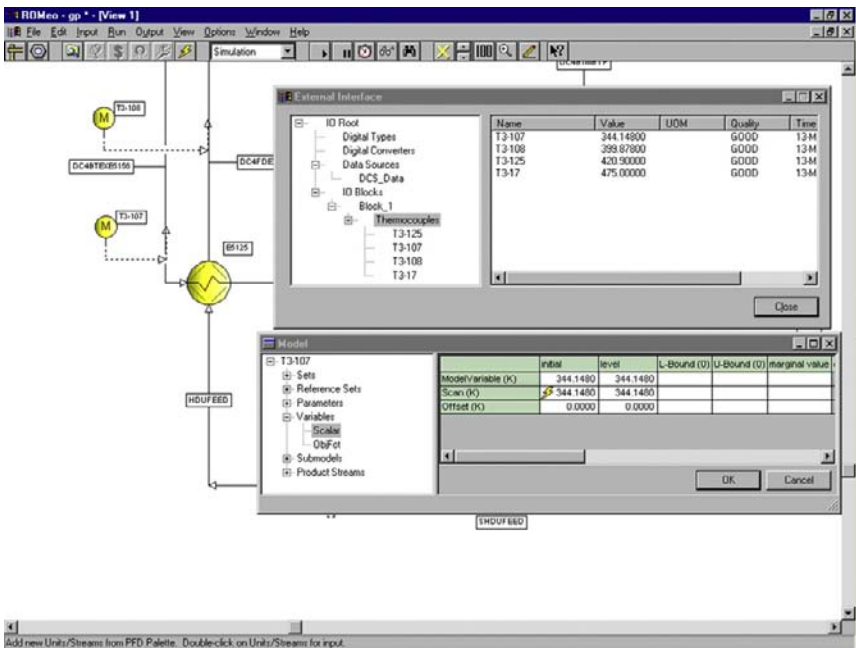 ROMeo - gp * - [View 1]
File Edit Input Run Output View Options Window Help
Simulation
100
T3-108
M
DC4BTEXE5156
DC4FDE
T3-107
M
E5125
HDUFEED
SHDUFEED
External Interface
IO Root
Digital Types
Digital Converters
Data Sources
DCS_Data
IO Blocks
Block_1
Thermocouples
T3-125
T3-107
T3-108
T3-17
Name Value UOM Quality Time
T3-107 344.14800 GOOD 13-M
T3-108 399.87800 GOOD 13-M
T3-125 420.90000 GOOD 13-M
T3-17 475.00000 GOOD 13-M
Close
Model
T3-107
Sets
Reference Sets
Parameters
Variables
Scalar
ObjFct
Submodels
Product Streams
initial level L-Bound (0) U-Bound (0) marginal value
ModelVariable (K) 344.1480 344.1480
Scan (K) 344.1480 344.1480
Offset (K) 0.0000 0.0000
OK Cancel
Add new Units/Streams from PFD Palette. Double-click on Units/Streams for input.